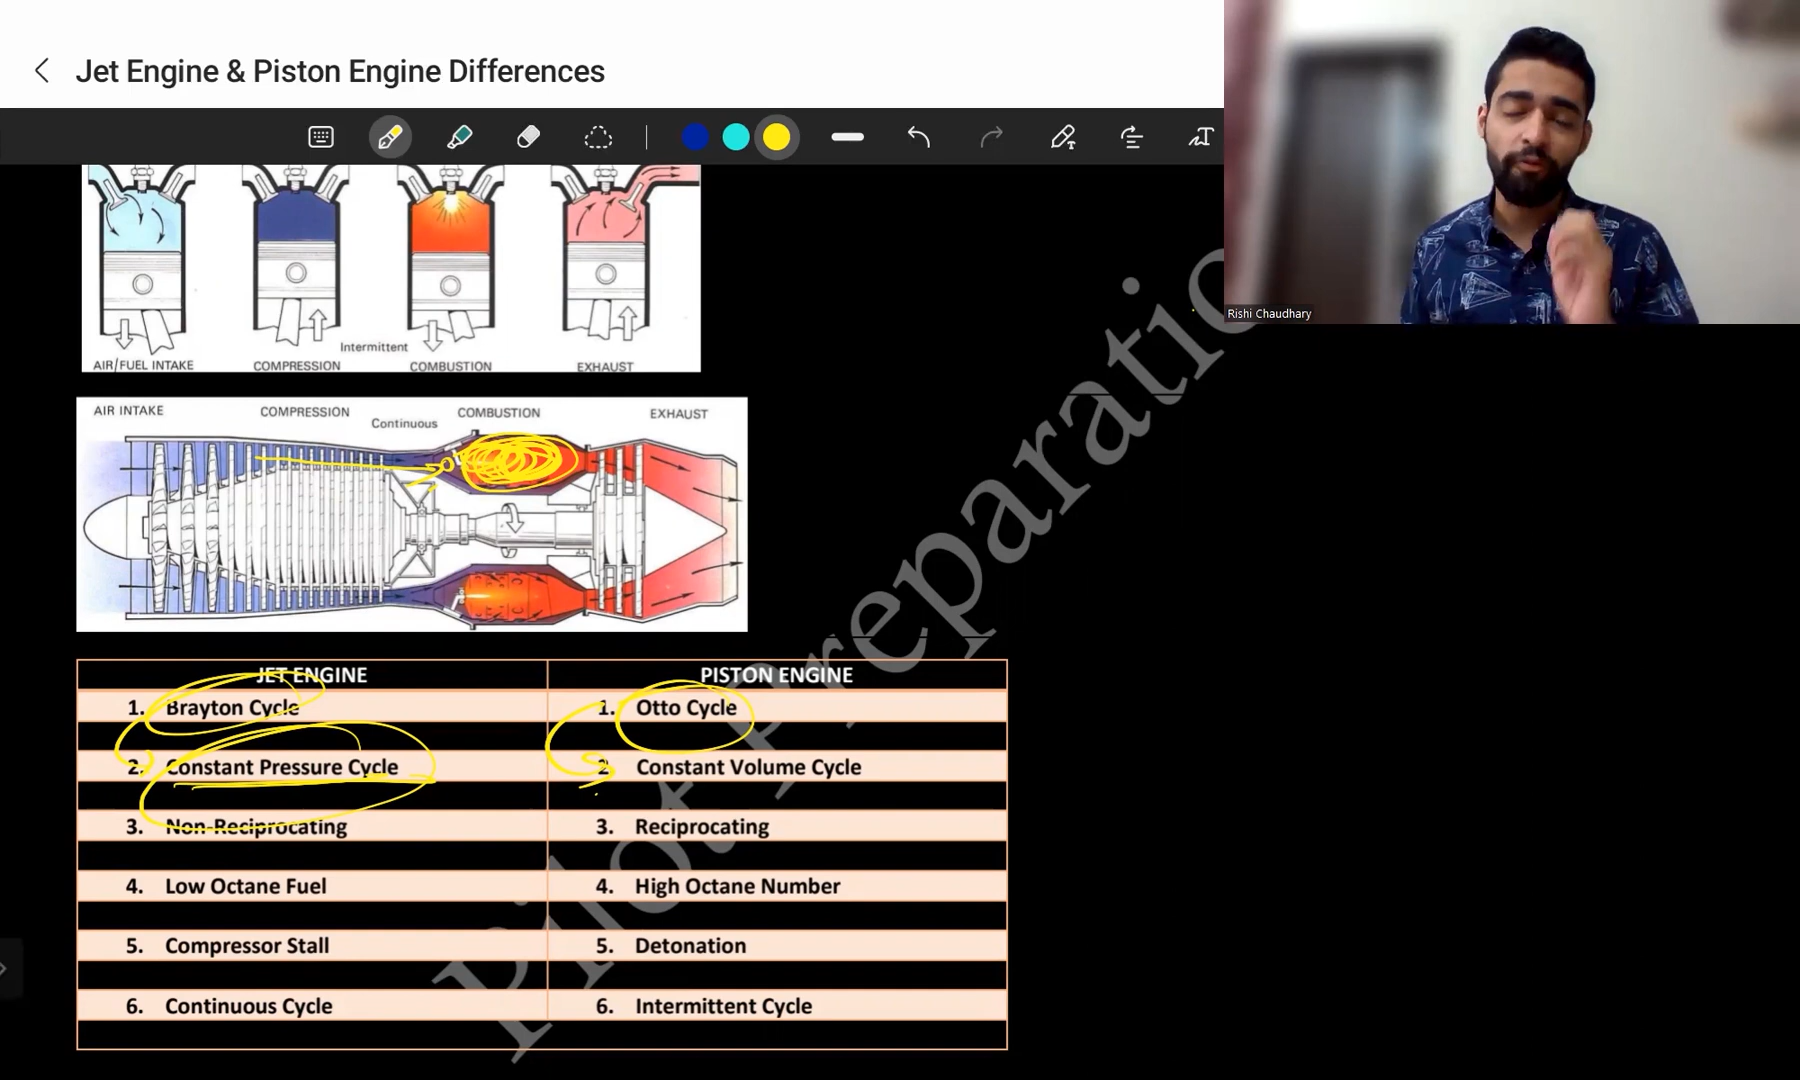 Jet Engine & Piston Engine Differences
Rishi Chaudhary
Intermittent
AIR/FUEL INTAKE COMPRESSION COMBUSTION EXHAUST
AIR INTAKE COMPRESSION COMBUSTION EXHAUST
Continuous
JET ENGINE PISTON ENGINE
1. Brayton Cycle 1. Otto Cycle
2. Constant Pressure Cycle 2 Constant Volume Cycle
3. Non-Reciprocating 3. Reciprocating
4. Low Octane Fuel 4. High Octane Number
5. Compressor Stall 5. Detonation
6. Continuous Cycle 6. Intermittent Cycle
Pilot Preparatio